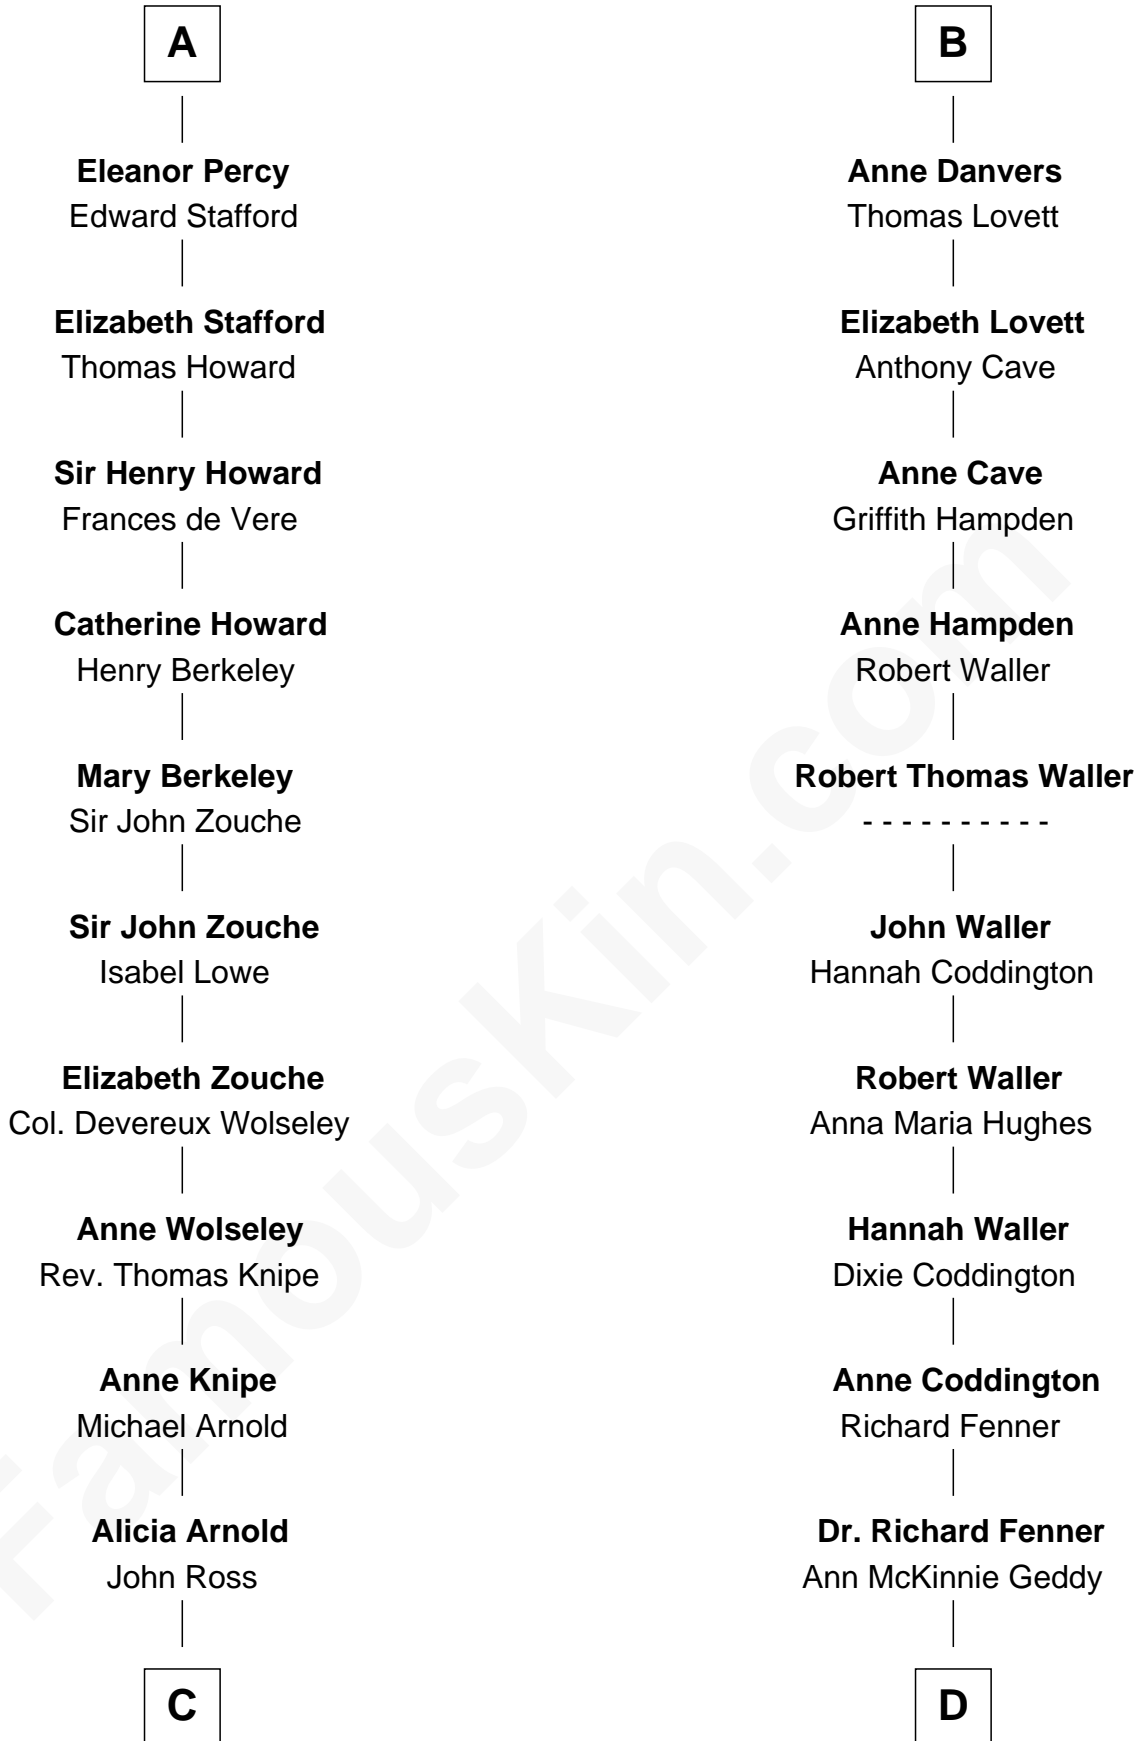 A
Eleanor Percy
Edward Stafford
Elizabeth Stafford
Thomas Howard
Sir Henry Howard
Frances de Vere
Catherine Howard
Henry Berkeley
Mary Berkeley
Sir John Zouche
Sir John Zouche
Isabel Lowe
Elizabeth Zouche
Col. Devereux Wolseley
Anne Wolseley
Rev. Thomas Knipe
Anne Knipe
Michael Arnold
Alicia Arnold
John Ross
C
B
Anne Danvers
Thomas Lovett
Elizabeth Lovett
Anthony Cave
Anne Cave
Griffith Hampden
Anne Hampden
Robert Waller
Robert Thomas Waller
- - - - - - - - - -
John Waller
Hannah Coddington
Robert Waller
Anna Maria Hughes
Hannah Waller
Dixie Coddington
Anne Coddington
Richard Fenner
Dr. Richard Fenner
Ann McKinnie Geddy
D
FamousKin.com